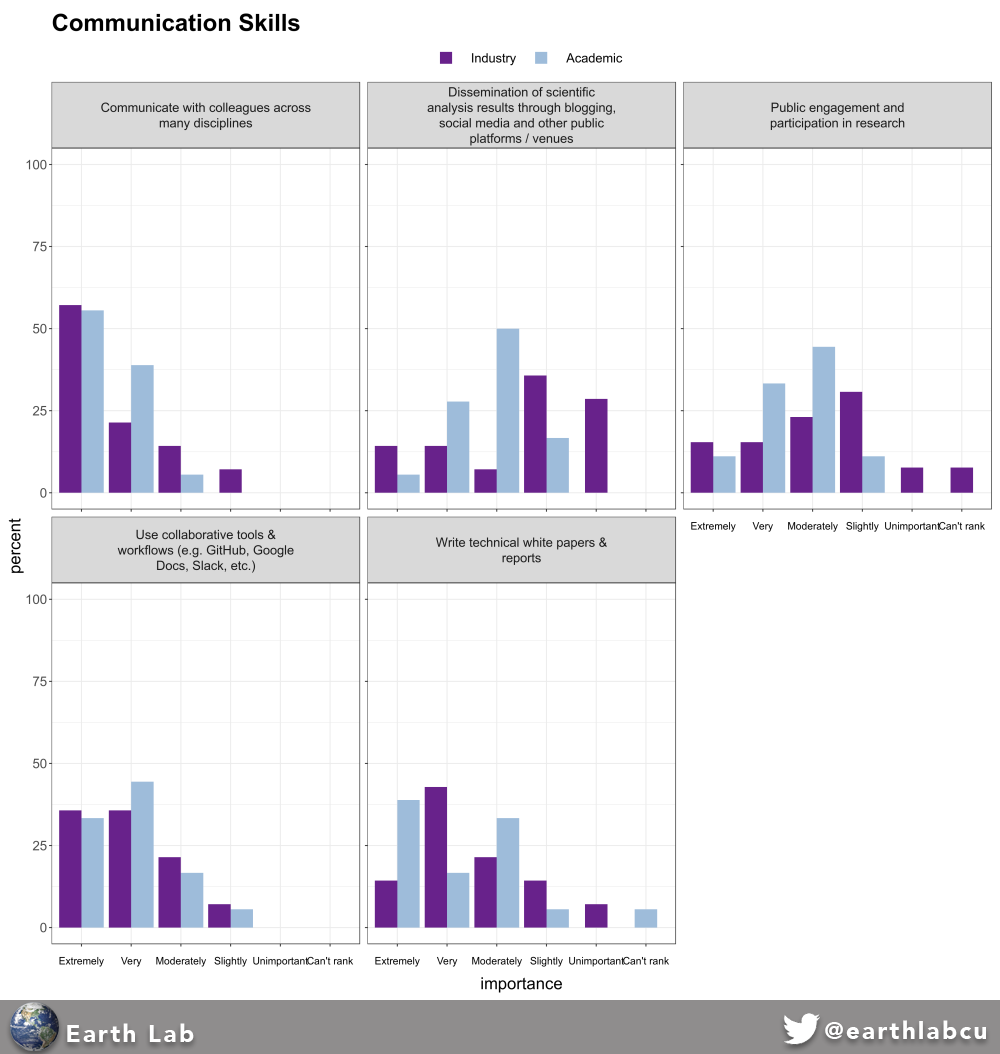 Communication Skills
Industry Academic
Communicate with colleagues across
many disciplines
Dissemination of scientific
analysis results through blogging,
social media and other public
platforms / venues
Public engagement and
participation in research
100
75
50
25
0
Extremely Very Moderately Slightly Unimportant Can't rank
percent
Use collaborative tools &
workflows (e.g. GitHub, Google
Docs, Slack, etc.)
Write technical white papers &
reports
100
75
50
25
0
Extremely Very Moderately Slightly Unimportant Can't rank
Extremely Very Moderately Slightly Unimportant Can't rank
importance
Earth Lab
@earthlabcu